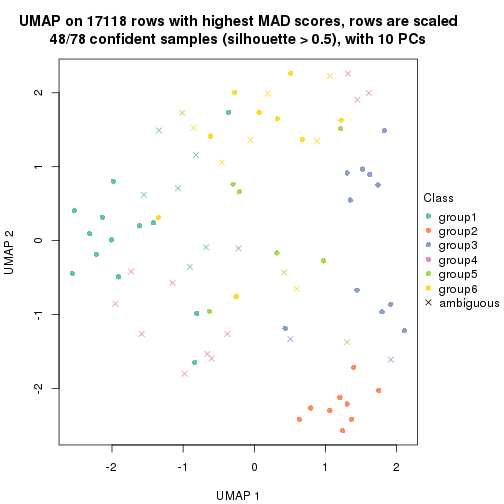 UMAP on 17118 rows with highest MAD scores, rows are scaled
48/78 confident samples (silhouette > 0.5), with 10 PCs
2
1
0
-1
-2
UMAP 2
-2
-1
0
1
2
UMAP 1
Class
group1
group2
group3
group4
group5
group6
ambiguous